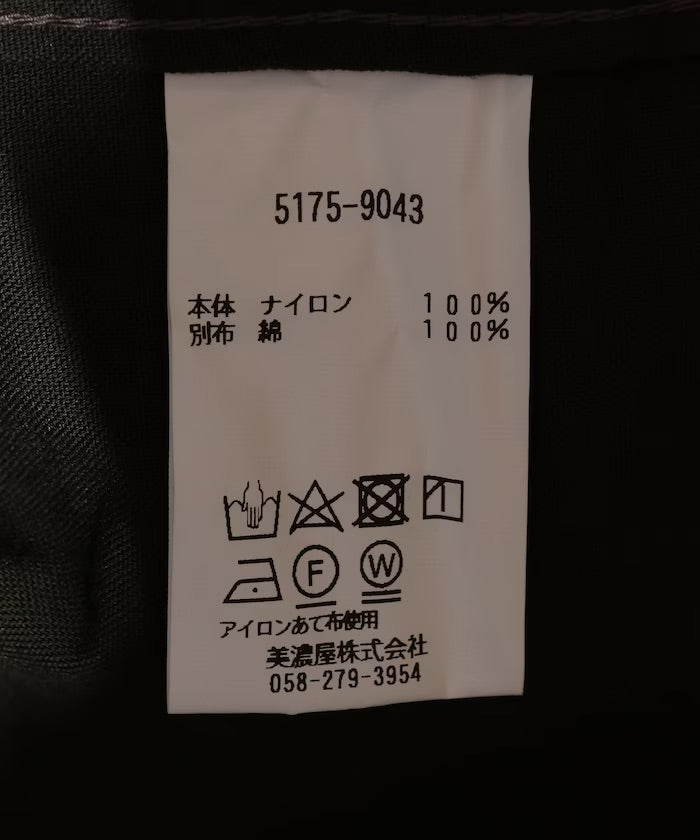 5175-9043
本体 ナイロン 100%
別布 綿 100%
F W
アイロンあて布使用
美濃屋株式会社
058-279-3954